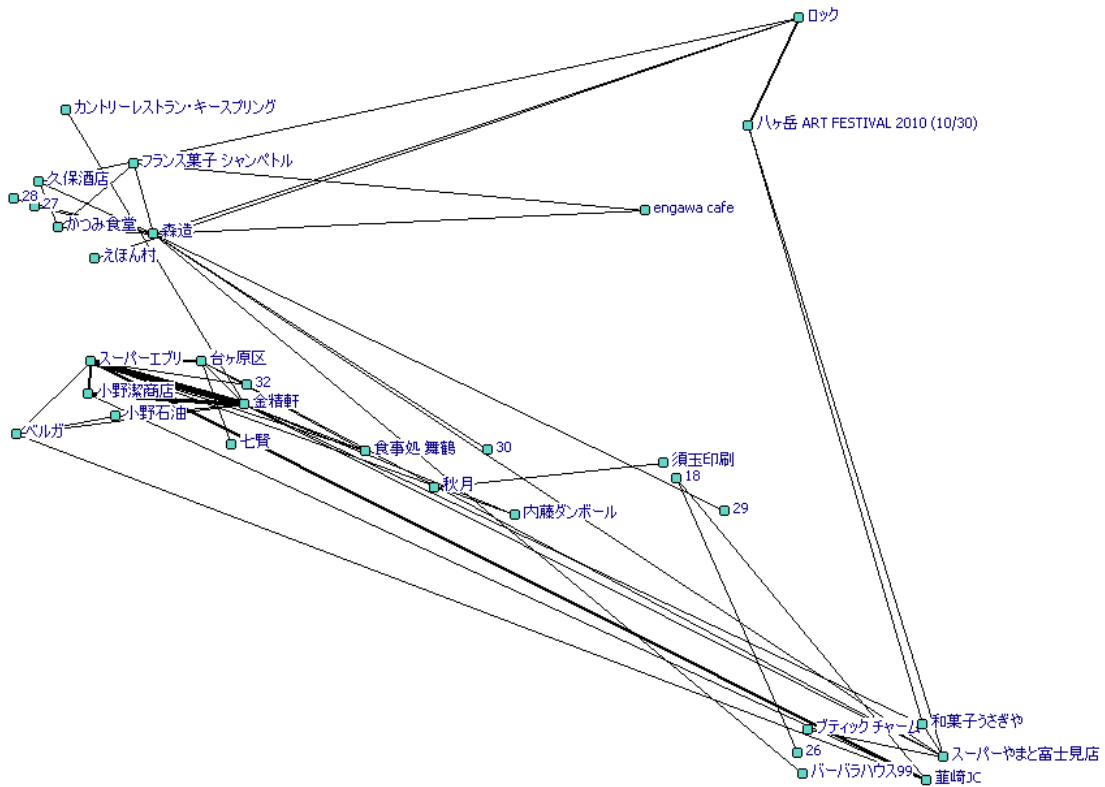 ロック
カントリーレストラン・キースプリング
八ヶ岳 ART FESTIVAL 2010 (10/30)
フランス菓子 シャンペトル
久保酒店
28
27
engawa cafe
かつみ食堂
森造
えほん村
スーパーエブリ
台ヶ原区
32
小野潔商店
金精軒
小野石油
ベルガ
七賢
食事処 舞鶴
30
須玉印刷
18
秋月
内藤ダンボール
29
和菓子うさぎや
ブティック チャーム
26
スーパーやまと富士見店
バーバラハウス99
韮崎JC